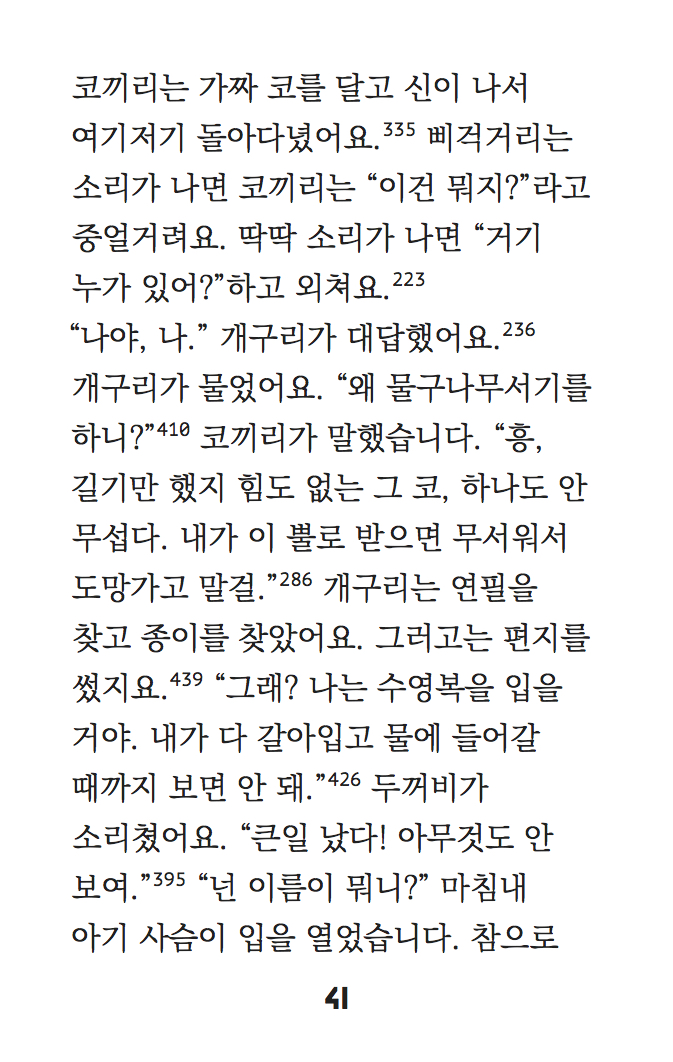 코끼리는 가짜 코를 달고 신이 나서
여기저기 돌아다녔어요.335 삐걱거리는
소리가 나면 코끼리는 “이건 뭐지?”라고
중얼거려요. 딱딱 소리가 나면 “거기
누가 있어?”하고 외쳐요.223
“나야, 나.” 개구리가 대답했어요.236
개구리가 물었어요. “왜 물구나무서기를
하니?”410 코끼리가 말했습니다. “흥,
길기만 했지 힘도 없는 그 코, 하나도 안
무섭다. 내가 이 뿔로 받으면 무서워서
도망가고 말걸.”286 개구리는 연필을
찾고 종이를 찾았어요. 그러고는 편지를
썼지요.439 “그래? 나는 수영복을 입을
거야. 내가 다 갈아입고 물에 들어갈
때까지 보면 안 돼.”426 두꺼비가
소리쳤어요. “큰일 났다! 아무것도 안
보여.”395 “넌 이름이 뭐니?” 마침내
아기 사슴이 입을 열었습니다. 참으로
41